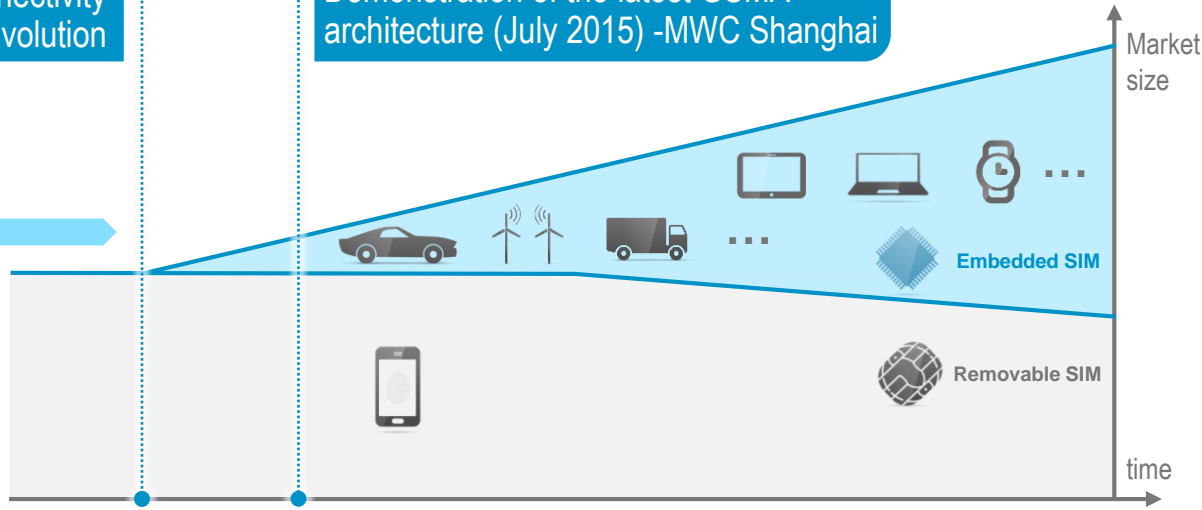 volution
architecture (July 2015) -MWC Shanghai
Market
size
...
...
Embedded SIM
Removable SIM
time